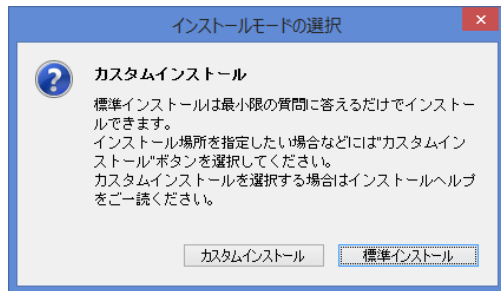 インストールモードの選択
カスタムインストール
標準インストールは最小限の質問に答えるだけでインストー
ルできます。
インストール場所を指定したい場合などには"カスタムイン
ストール"ボタンを選択してください。
カスタムインストールを選択する場合はインストールヘルプ
をご一読ください。
カスタムインストール
標準インストール